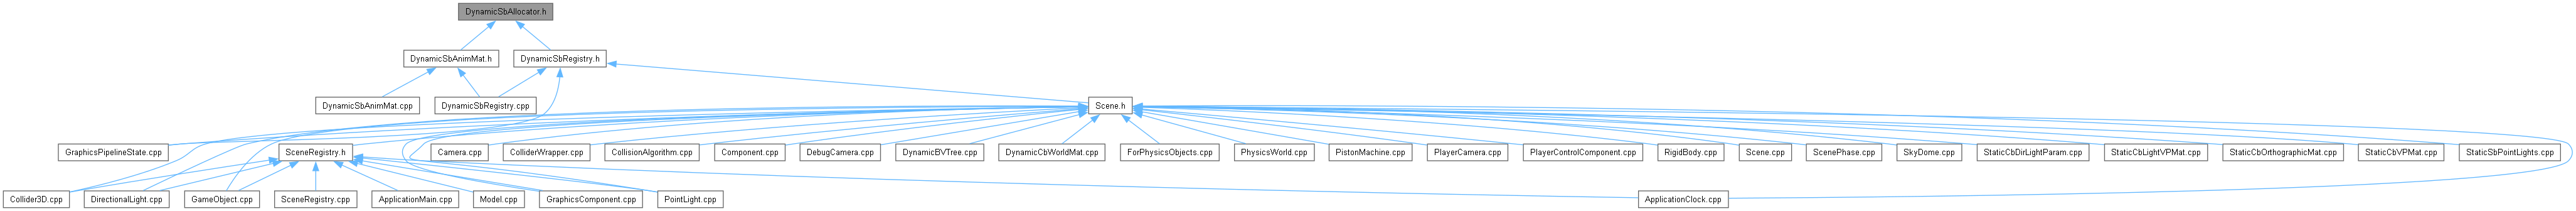 DynamicSbAllocator.h
DynamicSbAnimMat.h
DynamicSbRegistry.h
DynamicSbAnimMat.cpp
DynamicSbRegistry.cpp
Scene.h
GraphicsPipelineState.cpp
SceneRegistry.h
Camera.cpp
ColliderWrapper.cpp
CollisionAlgorithm.cpp
Component.cpp
DebugCamera.cpp
DynamicBVTree.cpp
DynamicCbWorldMat.cpp
ForPhysicsObjects.cpp
PhysicsWorld.cpp
PistonMachine.cpp
PlayerCamera.cpp
PlayerControlComponent.cpp
RigidBody.cpp
Scene.cpp
ScenePhase.cpp
SkyDome.cpp
StaticCbDirLightParam.cpp
StaticCbLightVPMat.cpp
StaticCbOrthographicMat.cpp
StaticCbVPMat.cpp
StaticSbPointLights.cpp
Collider3D.cpp
DirectionalLight.cpp
GameObject.cpp
SceneRegistry.cpp
ApplicationMain.cpp
Model.cpp
GraphicsComponent.cpp
PointLight.cpp
ApplicationClock.cpp